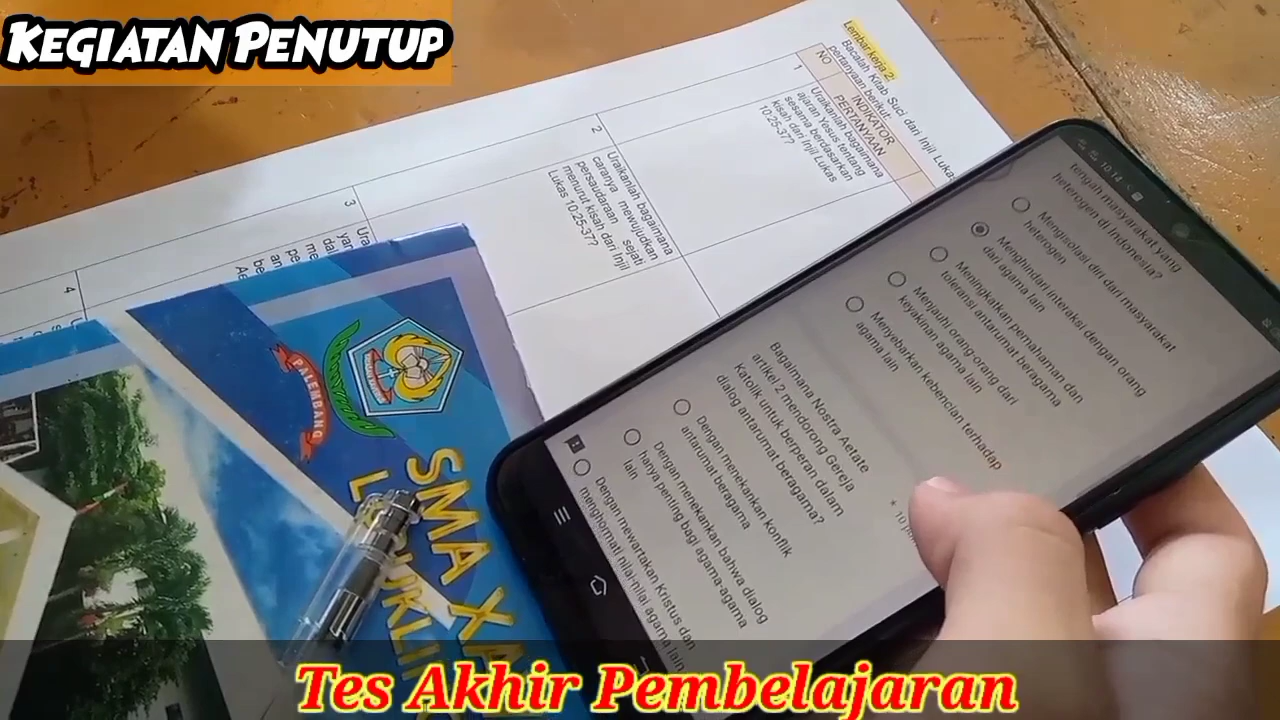 KEGIATAN PENUTUP
Lembar kerja 2:
Bacalah Kitab Suci dari Injil Lukas
pertanyaan berikut:
NO
INDIKATOR
PERTANYAAN
1
Uraikanlah bagaimana
ajaran Yesus tentang
sesama berdasarkan
kisah dari Injil Lukas
10:25-37?
2
Uraikanlah bagaimana
caranya mewujudkan
persaudaraan sejati
menurut kisah dari Injil
Lukas 10:25-37?
3
4
PALEMBANG
SMA XA
10:14
tengah masyarakat yang
heterogen di Indonesia?
Mengisolasi diri dari masyarakat
heterogen
Menghindari interaksi dengan orang
dari agama lain
Meningkatkan pemahaman dan
toleransi antarumat beragama
Menjauhi orang-orang dari
keyakinan agama lain
Menyebarkan kebencian terhadap
agama lain
Bagaimana Nostra Aetate
artikel 2 mendorong Gereja
Katolik untuk berperan dalam
dialog antarumat beragama?
Dengan menekankan konflik
antarumat beragama
Dengan menekankan bahwa dialog
hanya penting bagi agama-agama
lain
Dengan mewartakan Kristus dan
menghormati nilai-nilai agama lain
Tes Akhir Pembelajaran